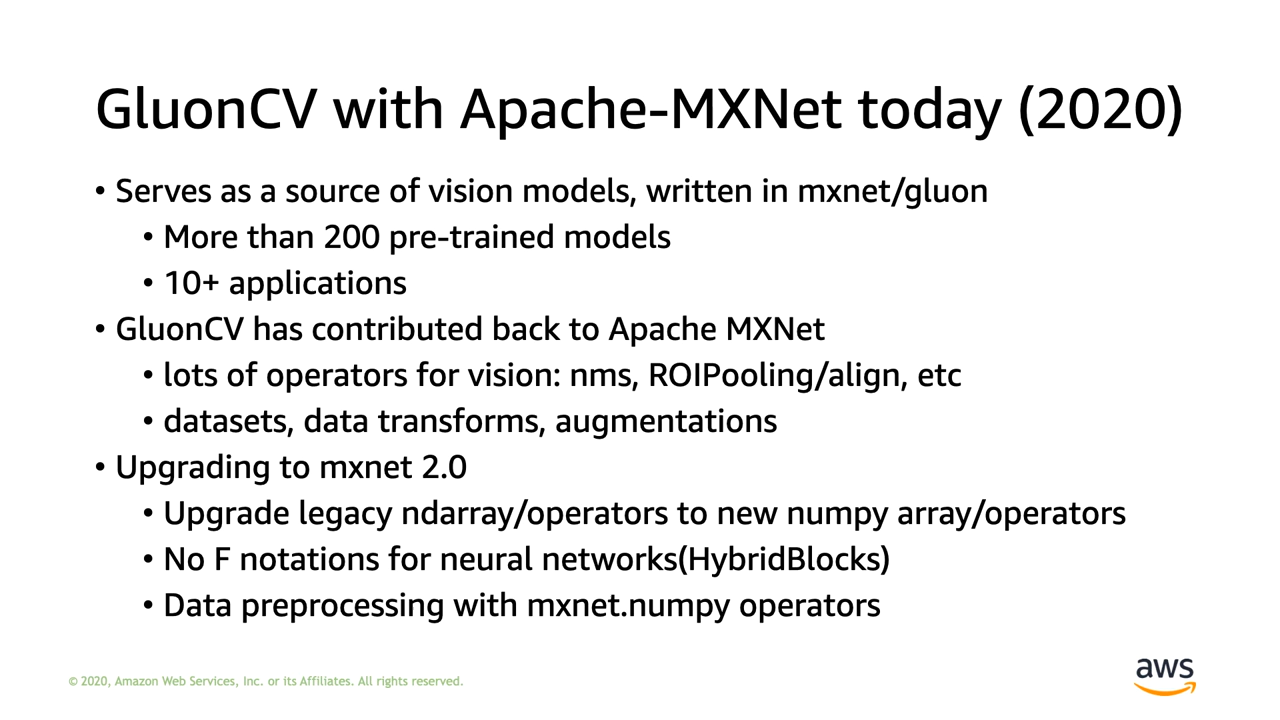 GluonCV with Apache-MXNet today (2020)
• Serves as a source of vision models, written in mxnet/gluon
• More than 200 pre-trained models
• 10+ applications
• GluonCV has contributed back to Apache MXNet
• lots of operators for vision: nms, ROIPooling/align, etc
• datasets, data transforms, augmentations
• Upgrading to mxnet 2.0
• Upgrade legacy ndarray/operators to new numpy array/operators
• No F notations for neural networks(HybridBlocks)
• Data preprocessing with mxnet.numpy operators
© 2020, Amazon Web Services, Inc. or its Affiliates. All rights reserved.
aws